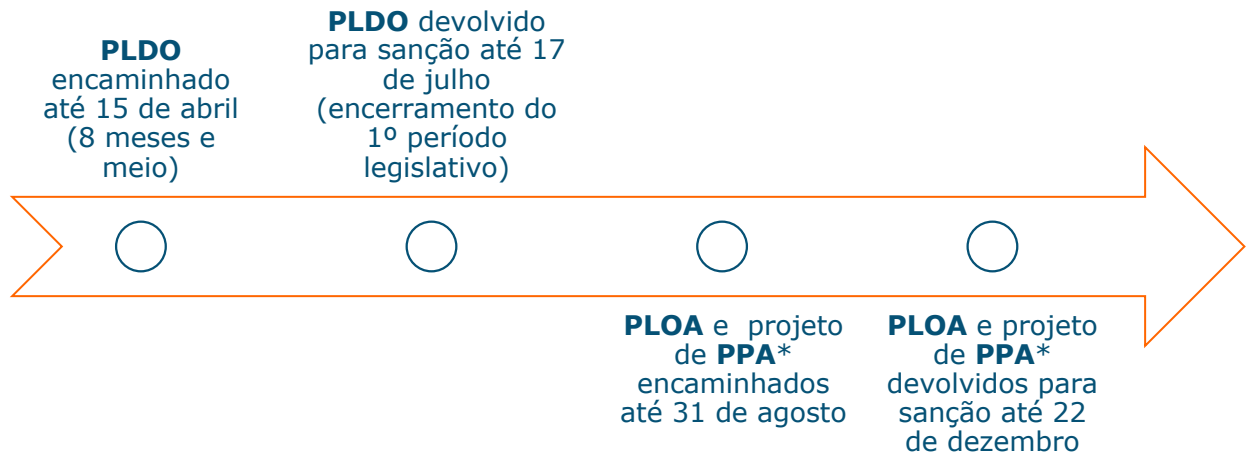 PLDO
encaminhado
até 15 de abril
(8 meses e
meio)
PLDO devolvido
para sanção até 17
de julho
(encerramento do
1º período
legislativo)
PLOA e  projeto
de PPA*
encaminhados
até 31 de agosto
PLOA e projeto
de PPA*
devolvidos para
sanção até 22
de dezembro